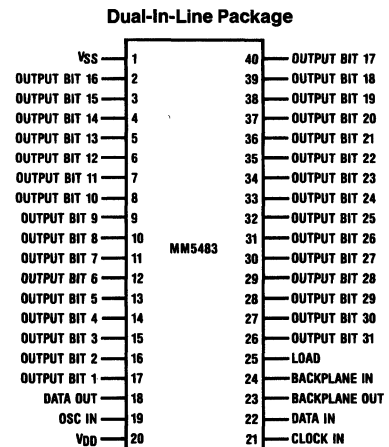 Dual-In-Line Package
VSS 1 40 OUTPUT BIT 17
OUTPUT BIT 16 2 39 OUTPUT BIT 18
OUTPUT BIT 15 3 38 OUTPUT BIT 19
OUTPUT BIT 14 4 37 OUTPUT BIT 20
OUTPUT BIT 13 5 36 OUTPUT BIT 21
OUTPUT BIT 12 6 35 OUTPUT BIT 22
OUTPUT BIT 11 7 34 OUTPUT BIT 23
OUTPUT BIT 10 8 33 OUTPUT BIT 24
OUTPUT BIT 9 9 32 OUTPUT BIT 25
OUTPUT BIT 8 10 31 OUTPUT BIT 26
MM5483
OUTPUT BIT 7 11 30 OUTPUT BIT 27
OUTPUT BIT 6 12 29 OUTPUT BIT 28
OUTPUT BIT 5 13 28 OUTPUT BIT 29
OUTPUT BIT 4 14 27 OUTPUT BIT 30
OUTPUT BIT 3 15 26 OUTPUT BIT 31
OUTPUT BIT 2 16 25 LOAD
OUTPUT BIT 1 17 24 BACKPLANE IN
DATA OUT 18 23 BACKPLANE OUT
OSC IN 19 22 DATA IN
VDD 20 21 CLOCK IN